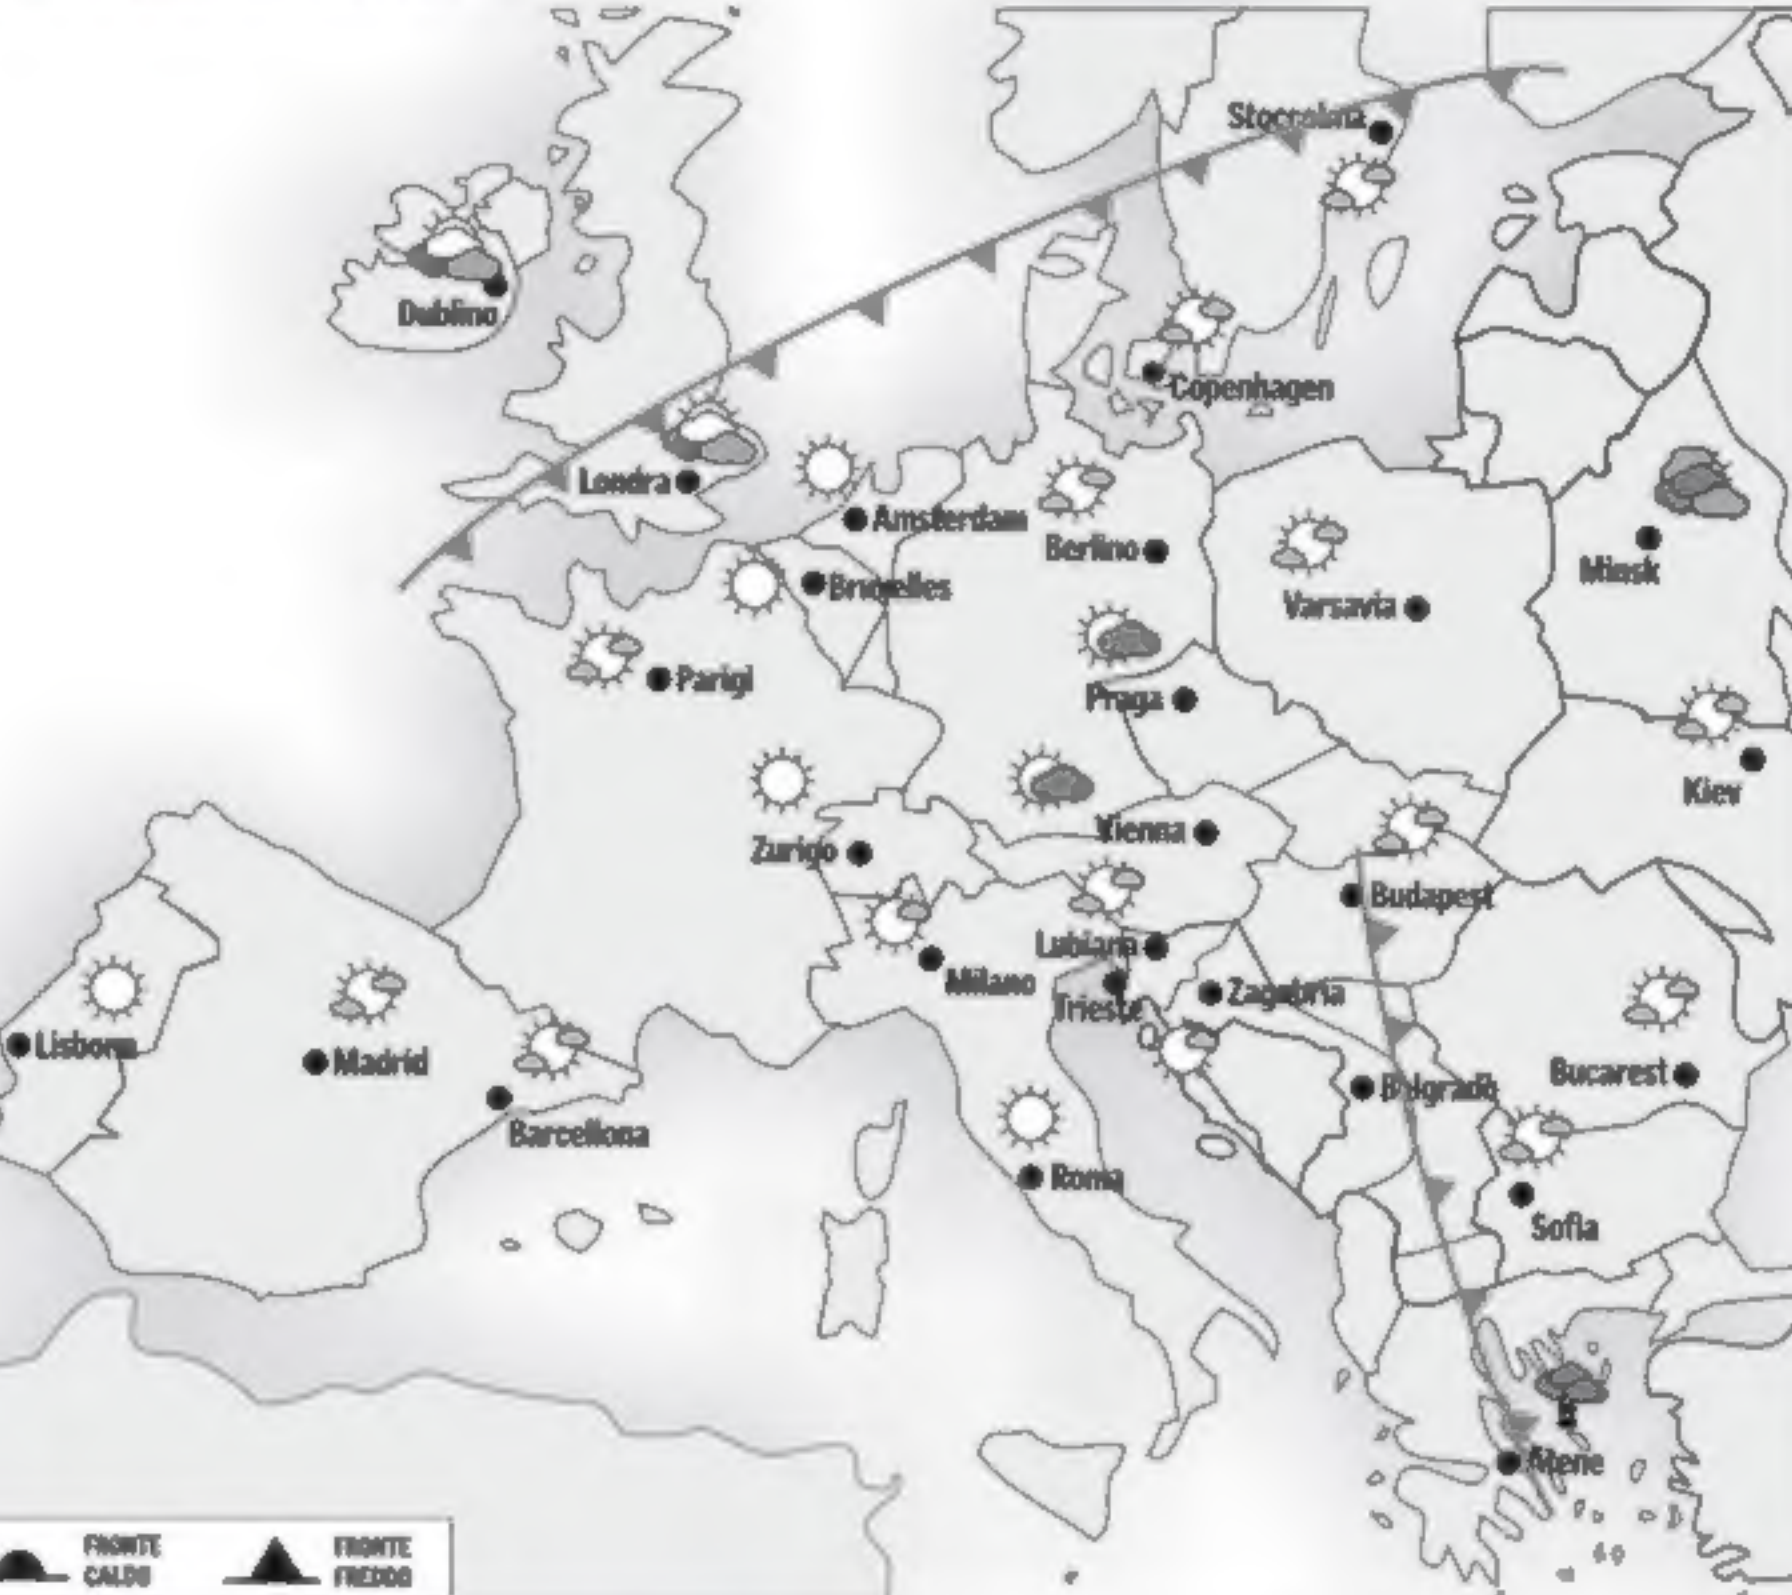 Stoccolma
Dublino
Copenhagen
Londra
Amsterdam
Berlino
Minsk
Bruxelles
Varsavia
Parigi
Praga
Kiev
Vienna
Zurigo
Budapest
Lubiana
Milano
Trieste
Zagabria
Lisbona
Madrid
Bucarest
Belgrado
Barcellona
Roma
Sofia
Atene
FRONTE
CALDO
FRONTE
FREDDO